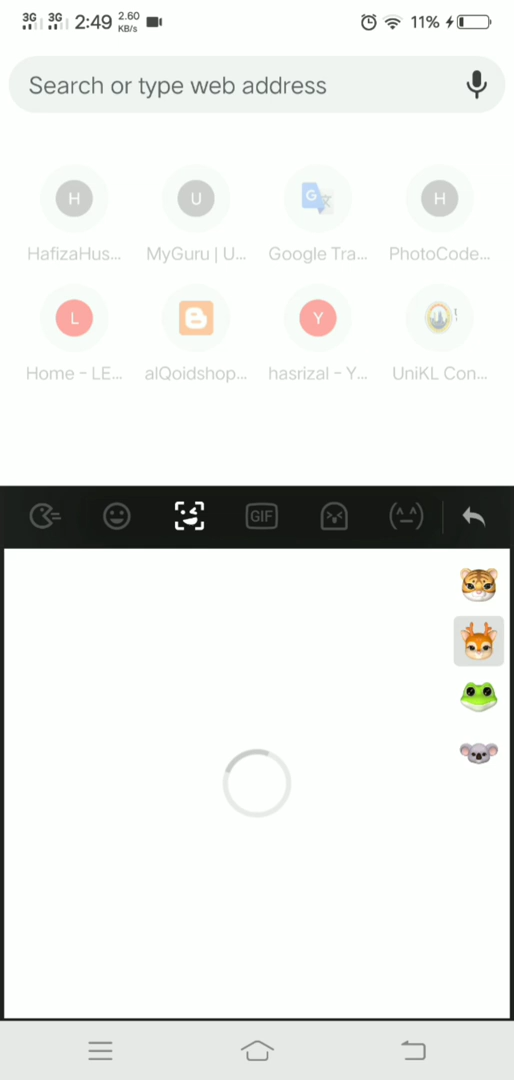 3G 3G 2:49 2.60 KB/s 11%
Search or type web address
H U G H
HafizaHus... MyGuru | U... Google Tra... PhotoCode...
L Y
Home - LE... alQoidshop... hasrizal - Y... UniKL Con...
GIF